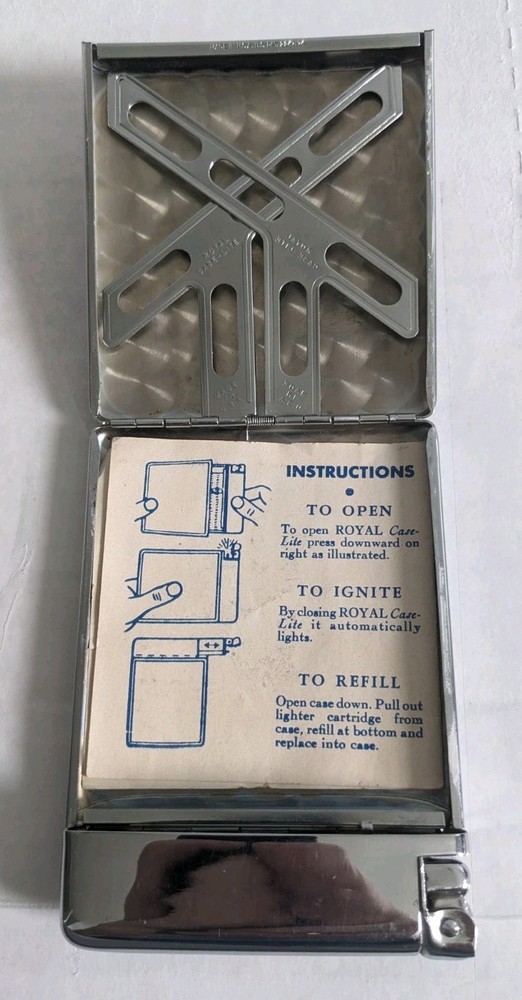 INSTRUCTIONS
TO OPEN
To open ROYAL Case-
Lite press downward on
right as illustrated.
TO IGNITE
By closing ROYAL Case-
Lite it automatically
lights.
TO REFILL
Open case down. Pull out
lighter cartridge from
case, refill at bottom and
replace into case.